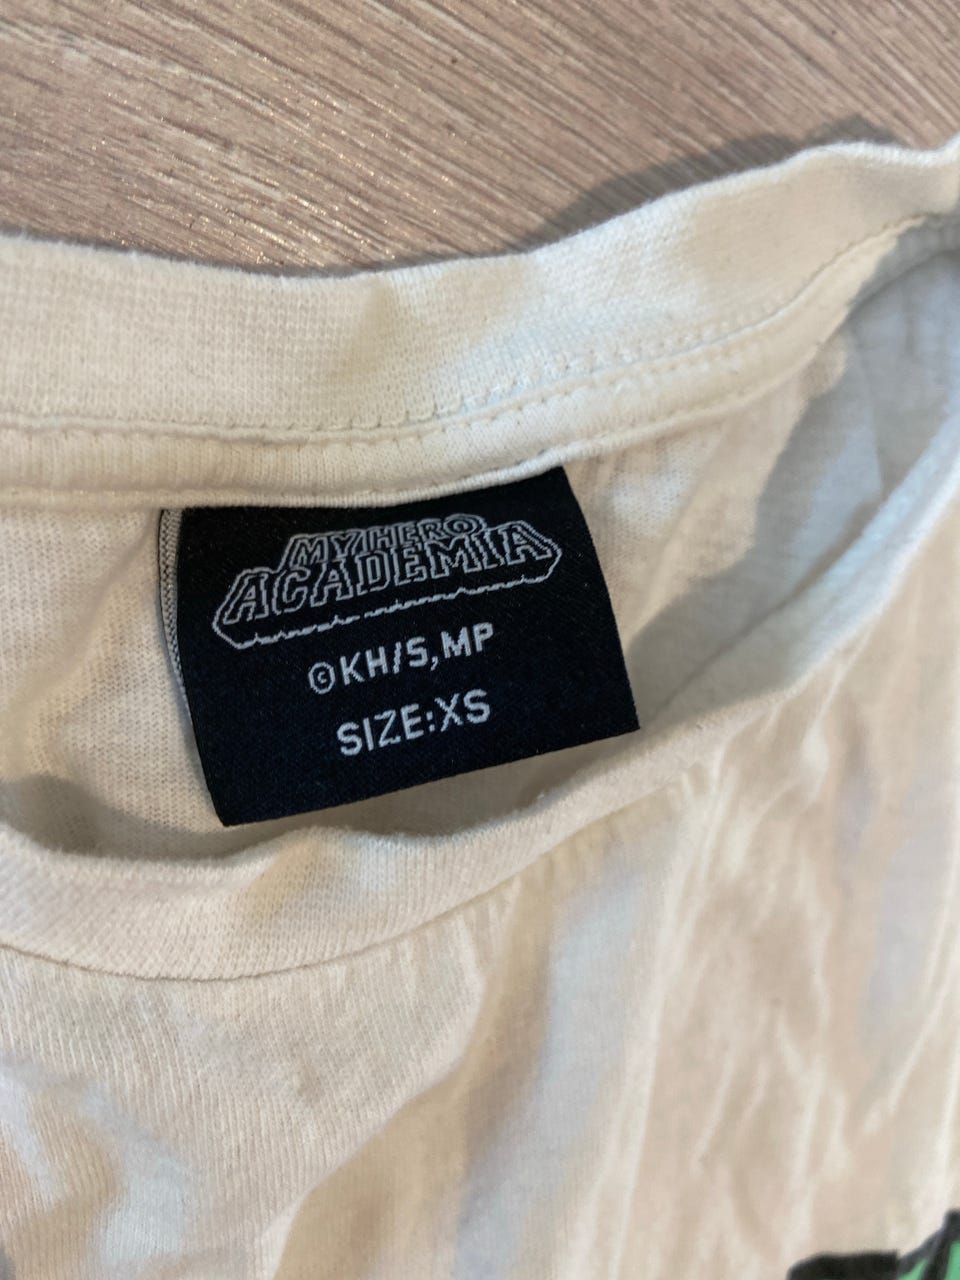 MY HERO
ACADEMIA
©KH/S,MP
SIZE:XS